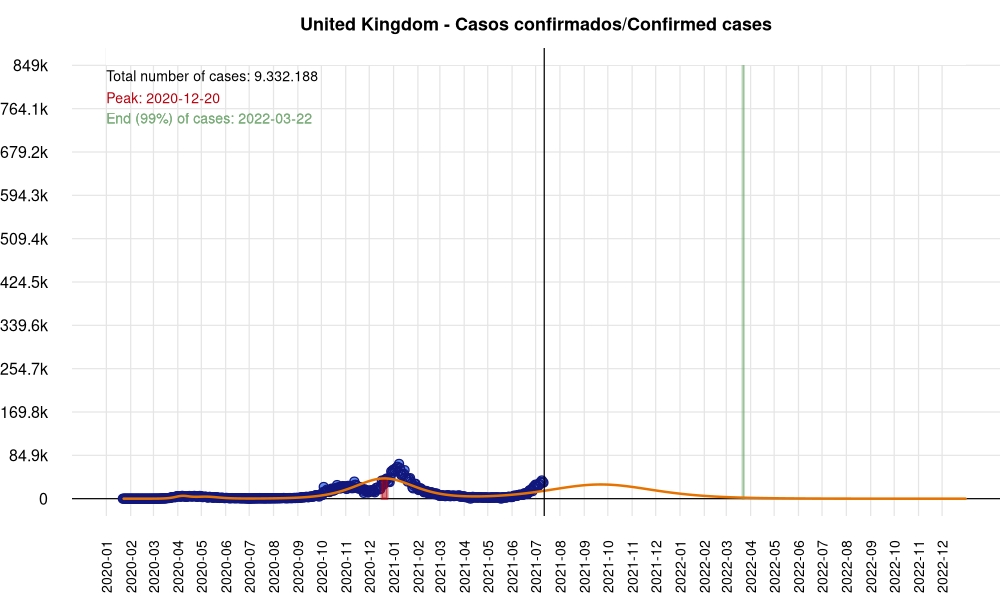 United Kingdom - Casos confirmados/Confirmed cases
849k
Total number of cases: 9.332.188
Peak: 2020-12-20
764.1k
End (99%) of cases: 2022-03-22
679.2k
594.3k
509.4k
424.5k
339.6k
254.7k
169.8k
84.9k
0
2020-01
2020-02
2020-03
2020-04
2020-05
2020-06
2020-07
2020-08
2020-09
2020-10
2020-11
2020-12
2021-01
2021-02
2021-03
2021-04
2021-05
2021-06
2021-07
2021-08
2021-09
2021-10
2021-11
2021-12
2022-01
2022-02
2022-03
2022-04
2022-05
2022-06
2022-07
2022-08
2022-09
2022-10
2022-11
2022-12